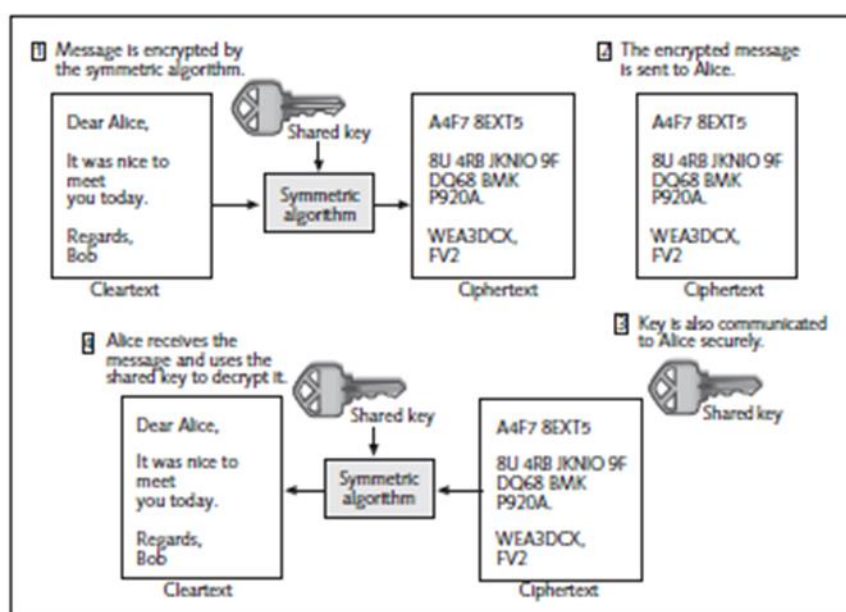 1 Message is encrypted by
the symmetric algorithm.
Shared key
Dear Alice,
It was nice to
meet
you today.
Regards,
Bob
Cleartext
Symmetric
algorithm
A4F7 8EXT5
8U 4RB JKNIO 9F
DQ68 BMK
P920A.
WEA3DCX,
FV2
Ciphertext
2 The encrypted message
is sent to Alice.
A4F7 8EXT5
8U 4RB JKNIO 9F
DQ68 BMK
P920A.
WEA3DCX,
FV2
Ciphertext
3 Key is also communicated
to Alice securely.
Shared key
4 Alice receives the
message and uses the
shared key to decrypt it.
Shared key
Dear Alice,
It was nice to
meet
you today.
Regards,
Bob
Cleartext
Symmetric
algorithm
A4F7 8EXT5
8U 4RB JKNIO 9F
DQ68 BMK
P920A.
WEA3DCX,
FV2
Ciphertext